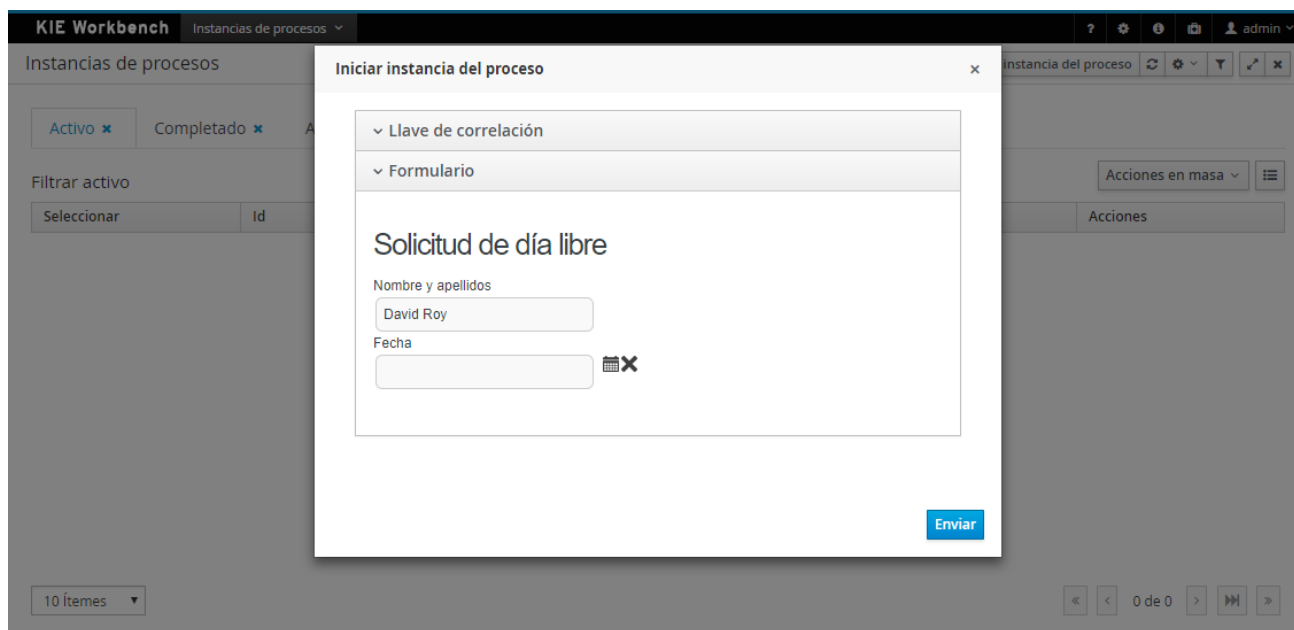 KIE Workbench Instancias de procesos ? admin
Instancias de procesos
instancia del proceso
Iniciar instancia del proceso
Activo Completado A
Llave de correlación
Formulario
Filtrar activo
Acciones en masa
Seleccionar Id Acciones
Solicitud de día libre
Nombre y apellidos
David Roy
Fecha
Enviar
10 Ítemes
0 de 0